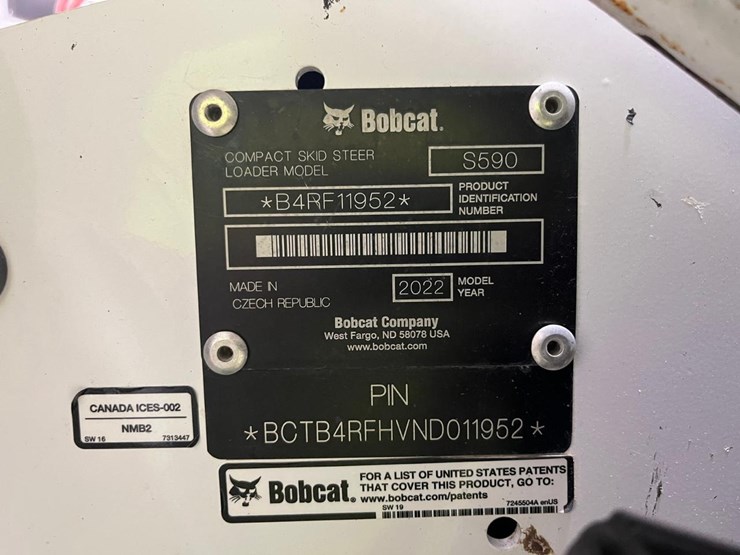 Bobcat.
COMPACT SKID STEER
LOADER MODEL
S590
*B4RF11952*
PRODUCT
IDENTIFICATION
NUMBER
MADE IN
CZECH REPUBLIC
2022
MODEL
YEAR
Bobcat Company
West Fargo, ND 58078 USA
www.bobcat.com
PIN
*BCTB4RFHVND011952*
CANADA ICES-002
NMB2
SW 16 7313447
Bobcat.
FOR A LIST OF UNITED STATES PATENTS
THAT COVER THIS PRODUCT, GO TO:
www.bobcat.com/patents
SW 19
7245504A enUS